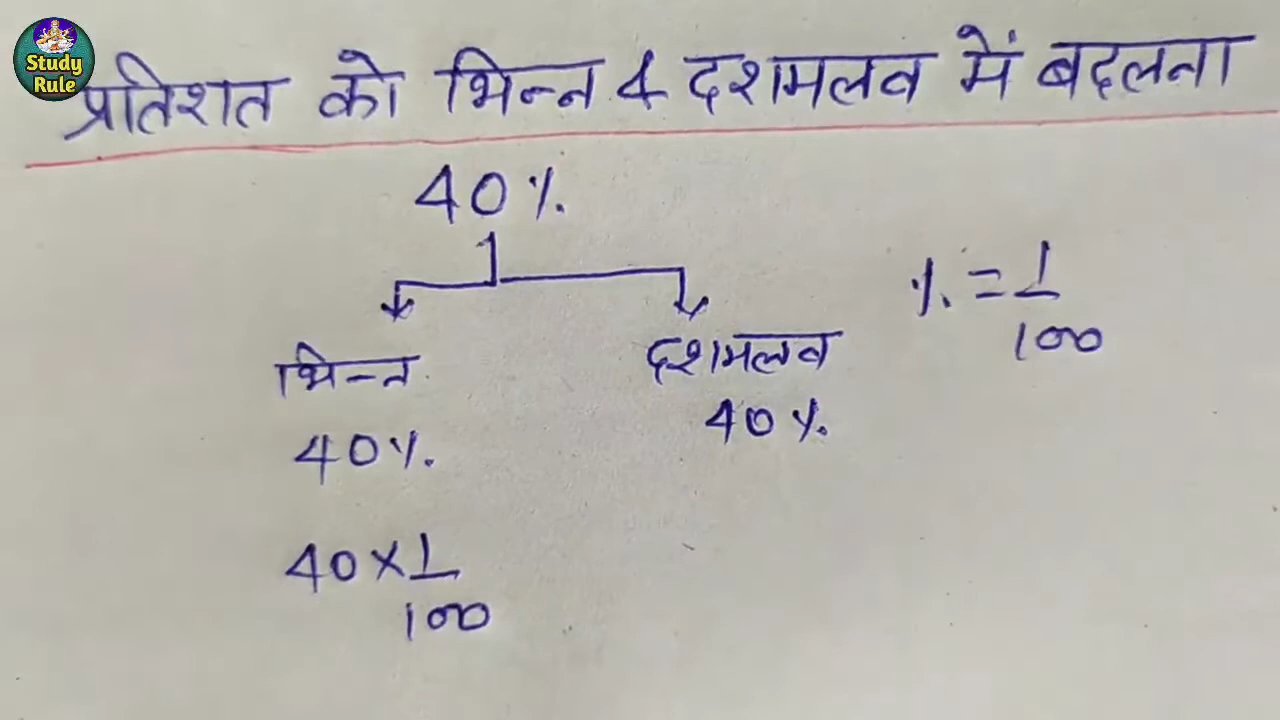 Study
Rule
प्रतिशत को भिन्न & दशमलव में बदलना
40%
% = 1/100
भिन्न
दशमलव
40%
40%
40 × 1/100